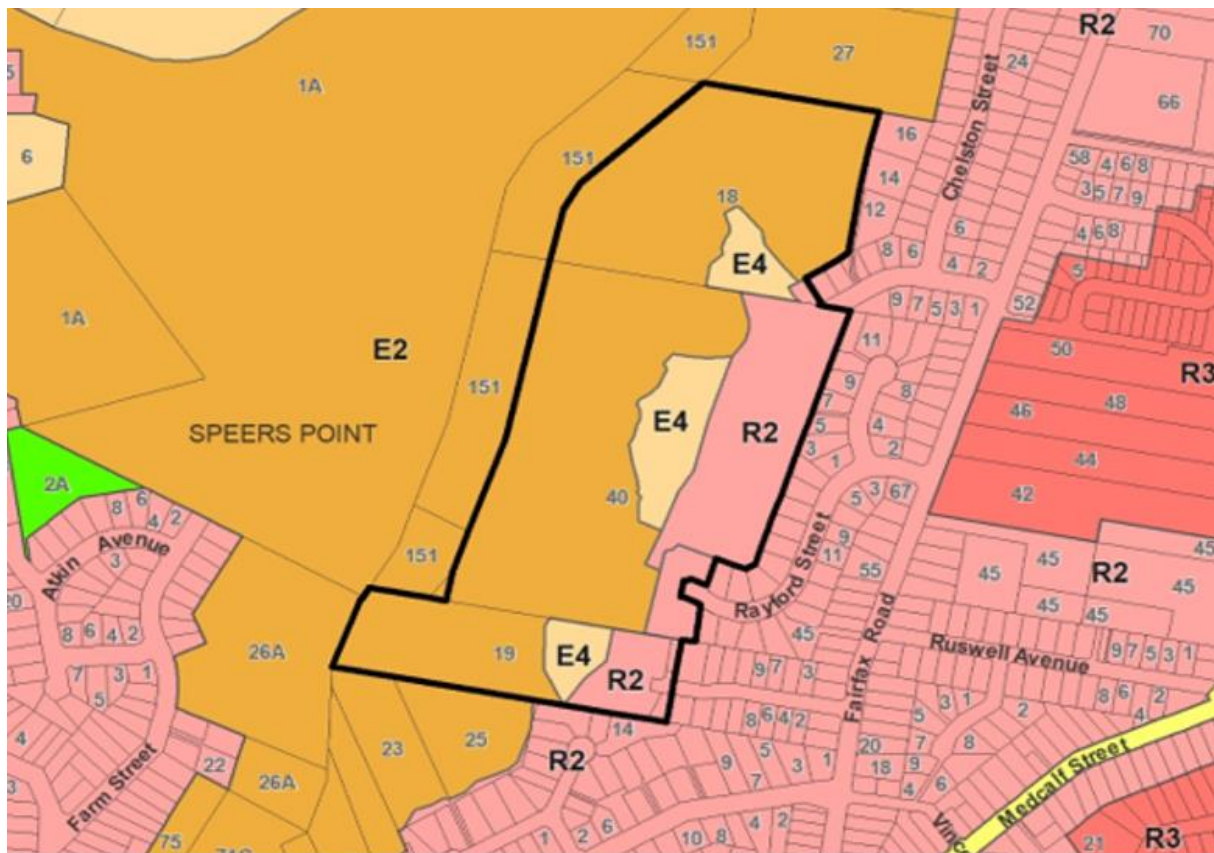 R2
70
151
27
24
1A
66
Chelston Street
16
151
58 4 6 8
6
14
3 5 7 9
18
12
4 6 8
6
E4
8 6
4 2
5
9 7 5 3 1
52
1A
11
50
E2
R3
151
9
8
48
E4
7
46
SPEERS POINT
R2
5
4
3
2
44
1
2A
40
5 3 67
42
8 6 4 2
Rayford Street
9
11
45
45
Atkin Avenue
3
151
55
45
R2
45
20
45
45
45
Fairfax Road
8 6 4 2
26A
19
E4
Ruswell Avenue
9 7 5 3 1
7 3 1
R2
9 7 3
5
8 6 2
4
23
25
14
8 6 4 2
5 3 1
2
4
22
R2
5
20
7
8
Medcalf Street
Farm Street
26A
9
7
3
1
18
9
3
4
6
75
1
2
6
10
8
4
2
21
R3